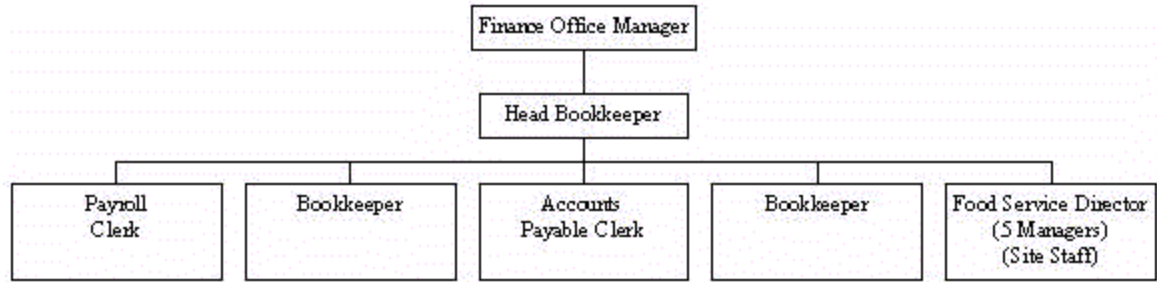 Finance Office Manager
Head Bookkeeper
Payroll
Clerk
Bookkeeper
Accounts
Payable Clerk
Bookkeeper
Food Service Director
(5 Managers)
(Site Staff)